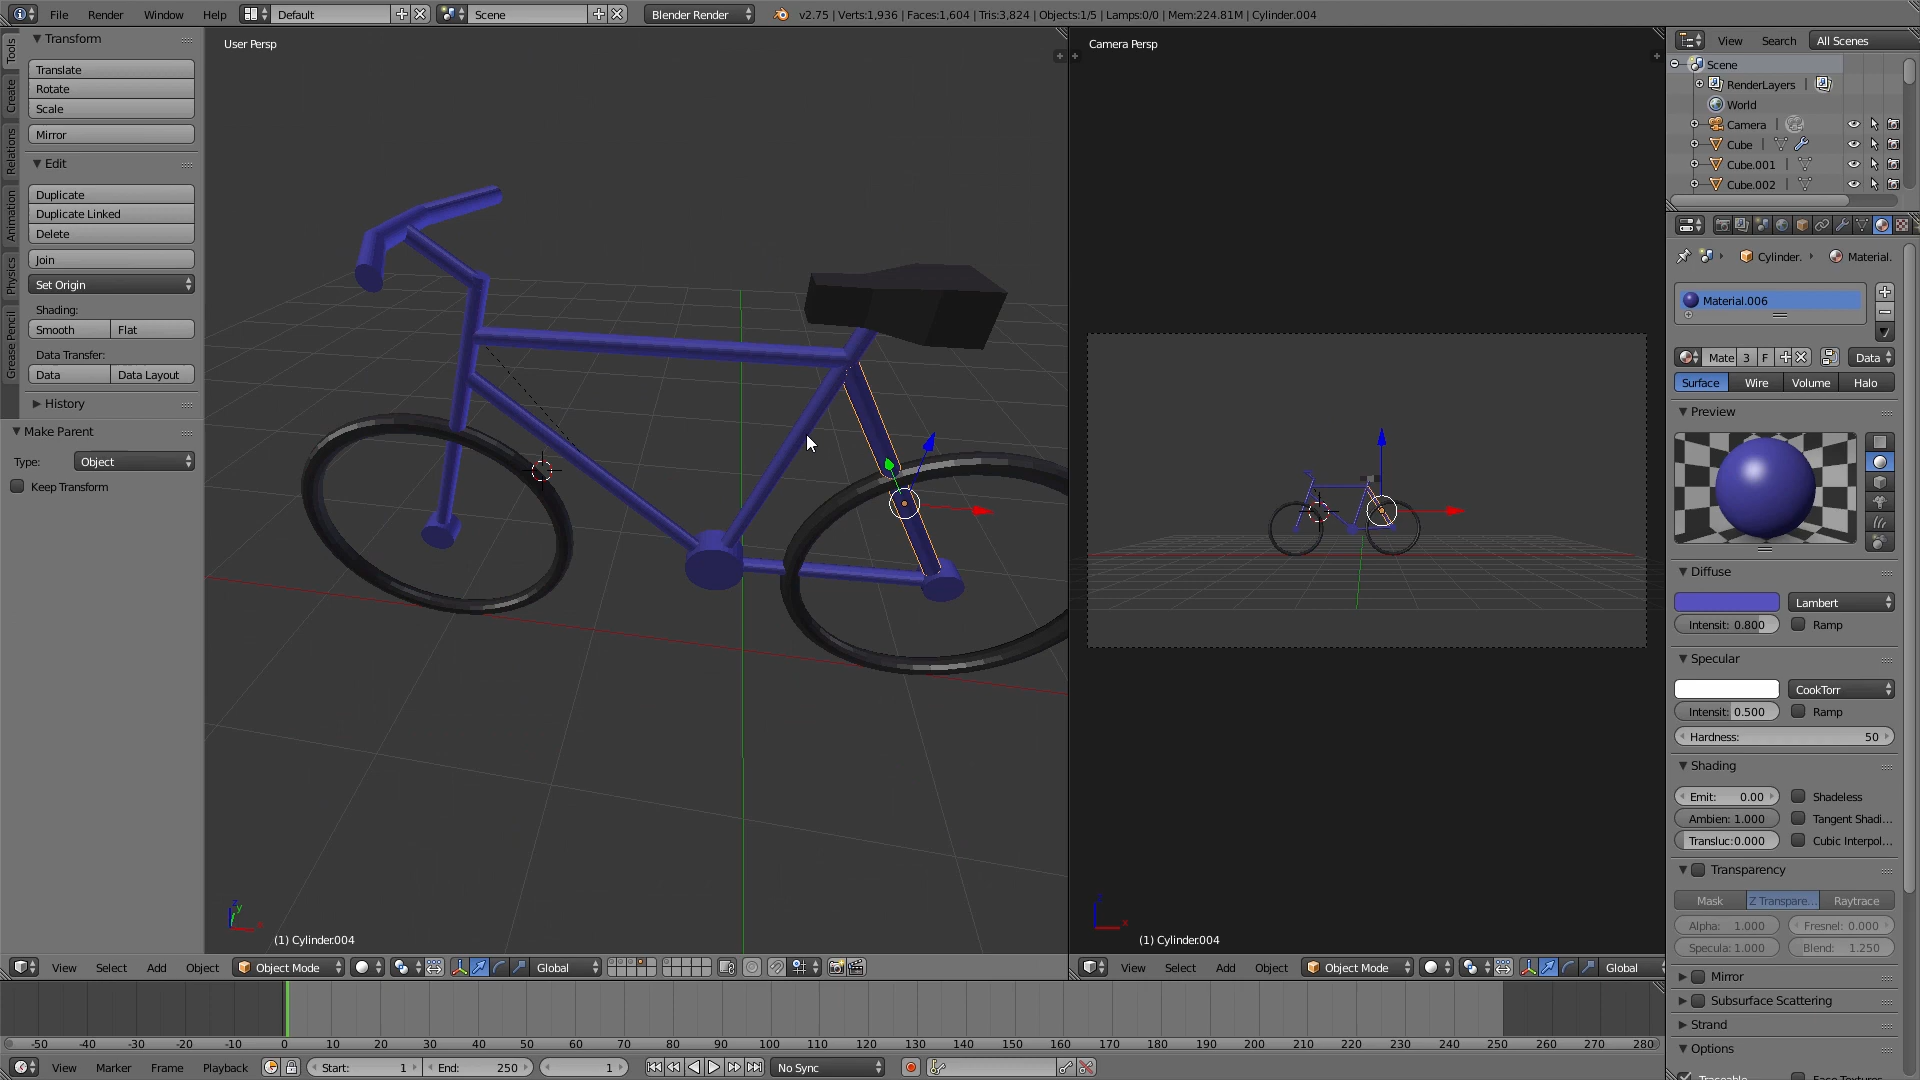 File Render Window Help Default Scene Blender Render v2.75 | Verts:1,936 | Faces:1,604 | Tris:3,824 | Objects:1/5 | Lamps:0/0 | Mem:224.81M | Cylinder.004
Tools
Create
Relations
Animation
Physics
Grease Pencil
Transform
Translate
Rotate
Scale
Mirror
Edit
Duplicate
Duplicate Linked
Delete
Join
Set Origin
Shading:
Smooth Flat
Data Transfer:
Data Data Layout
History
Make Parent
Type: Object
Keep Transform
User Persp
(1) Cylinder.004
View Select Add Object Object Mode Global
Camera Persp
(1) Cylinder.004
View Select Add Object Object Mode Global
View Search All Scenes
Scene
RenderLayers |
World
Camera |
Cube |
Cube.001 |
Cube.002 |
Cylinder. Material.
Material.006
Mate 3 F Data
Surface Wire Volume Halo
Preview
Diffuse
Lambert
Intensit: 0.800 Ramp
Specular
CookTorr
Intensit: 0.500 Ramp
Hardness: 50
Shading
Emit: 0.00 Shadeless
Ambien: 1.000 Tangent Shadi...
Transluc:0.000 Cubic Interpol...
Transparency
Mask Z Transpare... Raytrace
Alpha: 1.000 Fresnel: 0.000
Specula: 1.000 Blend: 1.250
Mirror
Subsurface Scattering
Strand
Options
-50 -40 -30 -20 -10 0 10 20 30 40 50 60 70 80 90 100 110 120 130 140 150 160 170 180 190 200 210 220 230 240 250 260 270 280
View Marker Frame Playback Start: 1 End: 250 1 No Sync